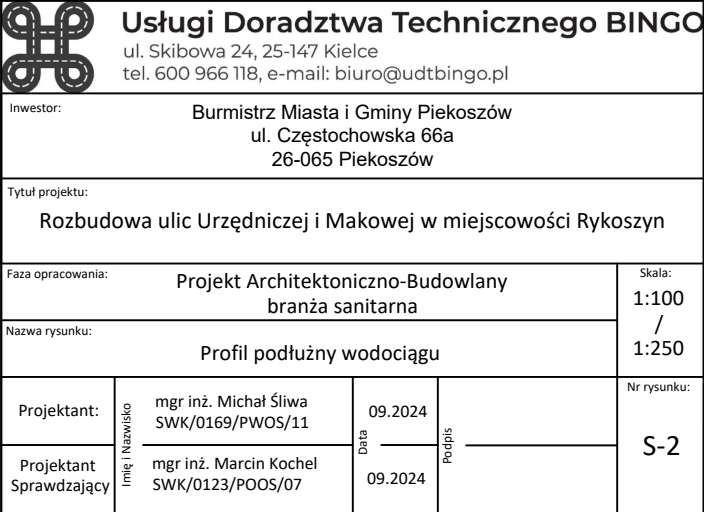 Usługi Doradztwa Technicznego BINGO
ul. Skibowa 24, 25-147 Kielce
tel. 600 966 118, e-mail: biuro@udtbingo.pl
Inwestor:
Burmistrz Miasta i Gminy Piekoszów
ul. Częstochowska 66a
26-065 Piekoszów
Tytuł projektu:
Rozbudowa ulic Urzędniczej i Makowej w miejscowości Rykoszyn
Faza opracowania:
Projekt Architektoniczno-Budowlany
branża sanitarna
Skala:
1:100
/
1:250
Nazwa rysunku:
Profil podłużny wodociągu
Nr rysunku:
S-2
Projektant:
Imię i Nazwisko
mgr inż. Michał Śliwa
SWK/0169/PWOS/11
Data
09.2024
Podpis
Projektant
Sprawdzający
mgr inż. Marcin Kochel
SWK/0123/POOS/07
09.2024